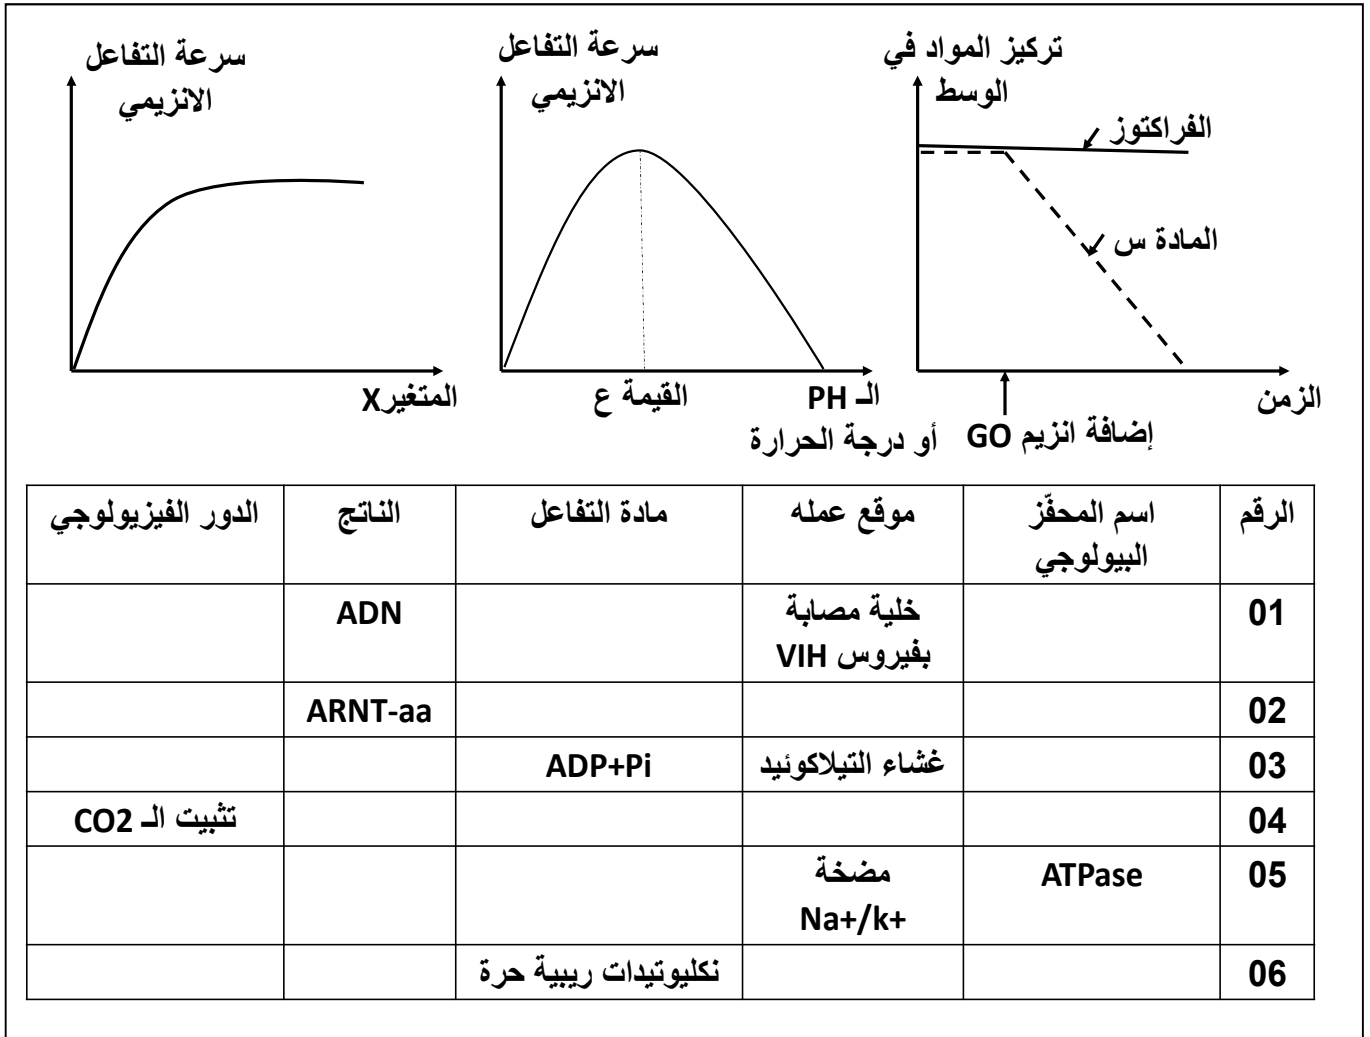 سرعة التفاعل
الانزيمي
المتغيرX
سرعة التفاعل
الانزيمي
القيمة ع
الـ PH
أو درجة الحرارة
تركيز المواد في
الوسط
الفراكتوز
المادة س
الزمن
إضافة انزيم GO
الرقم
اسم المحفّز
البيولوجي
موقع عمله
مادة التفاعل
الناتج
الدور الفيزيولوجي
01
خلية مصابة
بفيروس VIH
ADN
02
ARNT-aa
03
غشاء التيلاكوئيد
ADP+Pi
04
تثبيت الـ CO2
05
ATPase
مضخة
Na+/k+
06
نكليوتيدات ريبية حرة